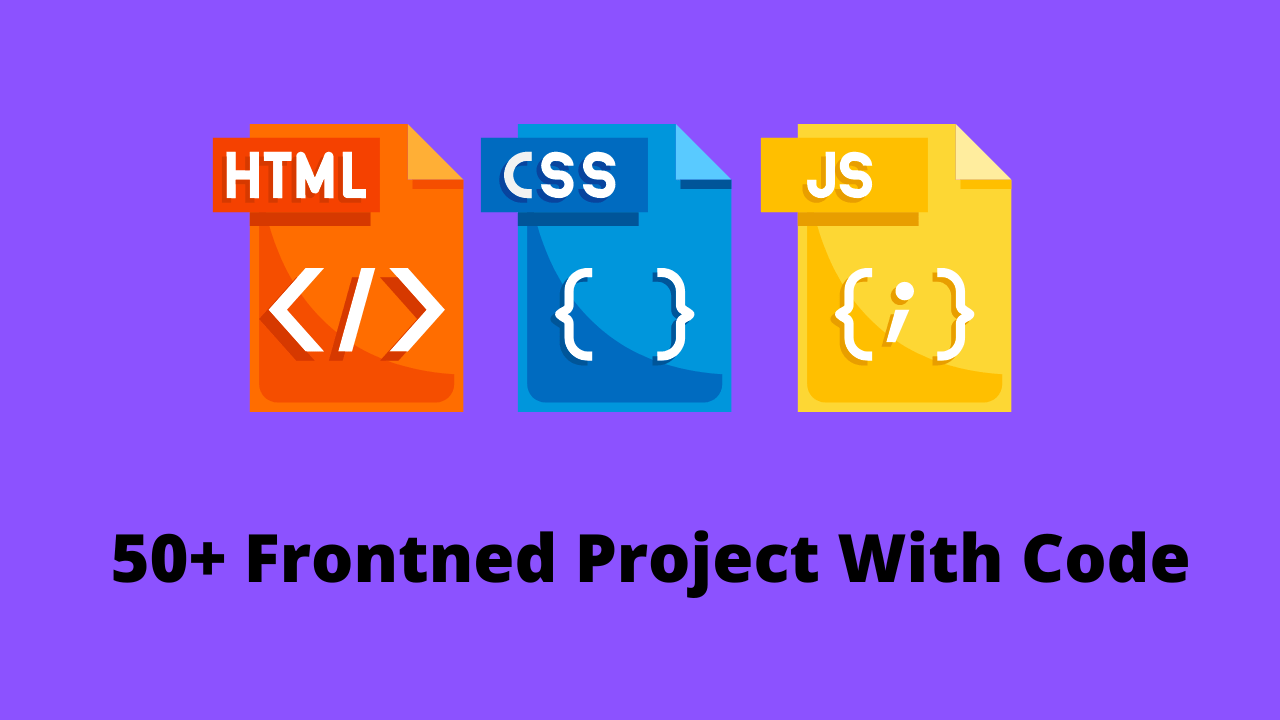 HTML CSS JS
</> { } {;}
50+ Frontned Project With Code